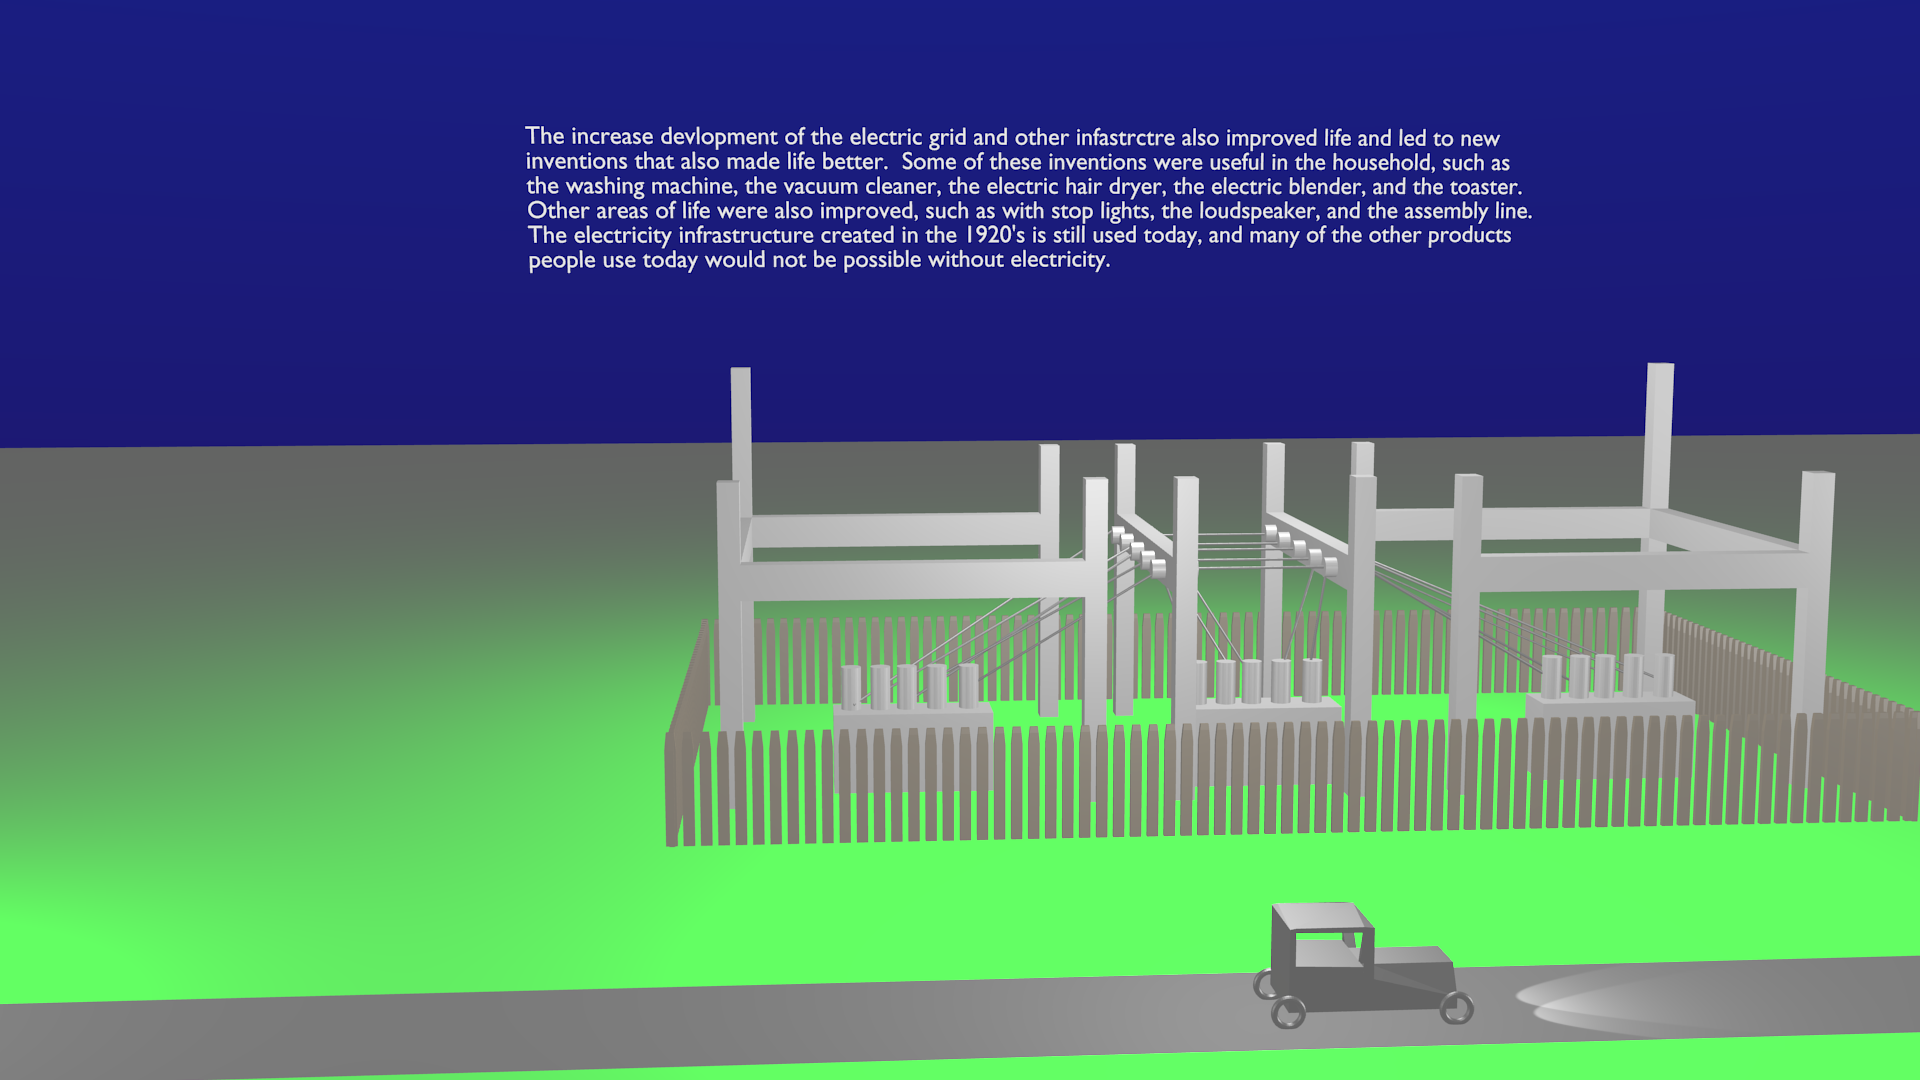 The increase devlopment of the electric grid and other infastrctre also improved life and led to new
inventions that also made life better.  Some of these inventions were useful in the household, such as
the washing machine, the vacuum cleaner, the electric hair dryer, the electric blender, and the toaster.
Other areas of life were also improved, such as with stop lights, the loudspeaker, and the assembly line.
The electricity infrastructure created in the 1920's is still used today, and many of the other products
people use today would not be possible without electricity.